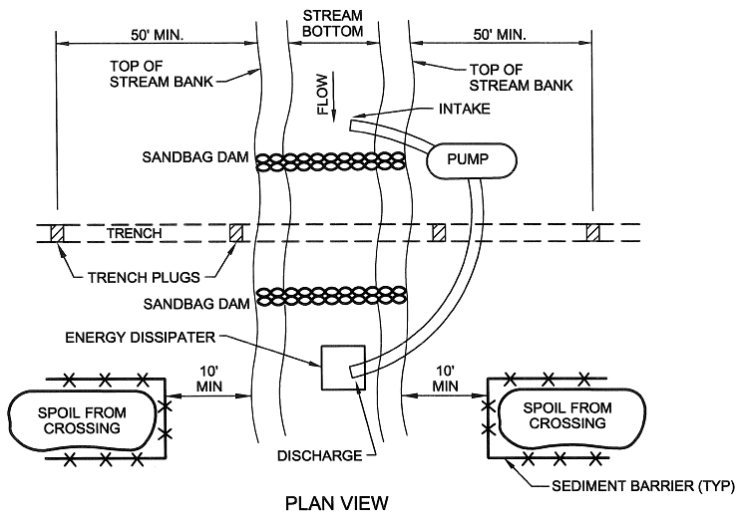 STREAM
BOTTOM
50' MIN.
50' MIN.
TOP OF
STREAM BANK
TOP OF
STREAM BANK
FLOW
INTAKE
SANDBAG DAM
PUMP
TRENCH
TRENCH PLUGS
SANDBAG DAM
ENERGY DISSIPATER
10'
MIN
10'
MIN
SPOIL FROM
CROSSING
SPOIL FROM
CROSSING
DISCHARGE
SEDIMENT BARRIER (TYP)
PLAN VIEW